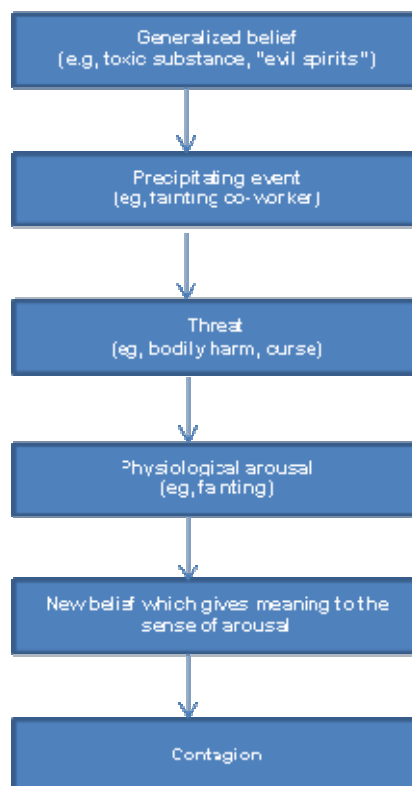 Generalized belief
(e.g, toxic substance, "evil spirits")
Precipitating event
(eg, fainting co-worker)
Threat
(eg, bodily harm, curse)
Physiological arousal
(eg, fainting)
New belief which gives meaning to the
sense of arousal
Contagion